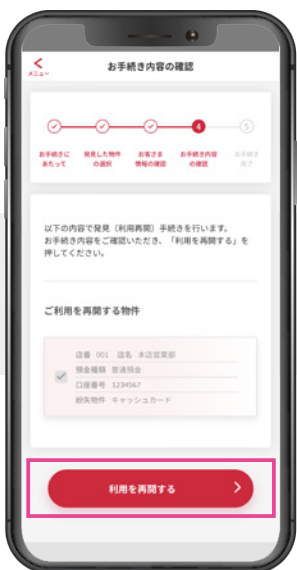 メニュー
お手続き内容の確認
4
5
お手続きに
あたって
発見した物件
の選択
お客さま
情報の確認
お手続き内容
の確認
お手続き
完了
以下の内容で発見（利用再開）手続きを行います。
お手続き内容をご確認いただき、「利用を再開する」を
押してください。
ご利用を再開する物件
店番 001 店名 本店営業部
預金種類 普通預金
口座番号 1234567
紛失物件 キャッシュカード
利用を再開する